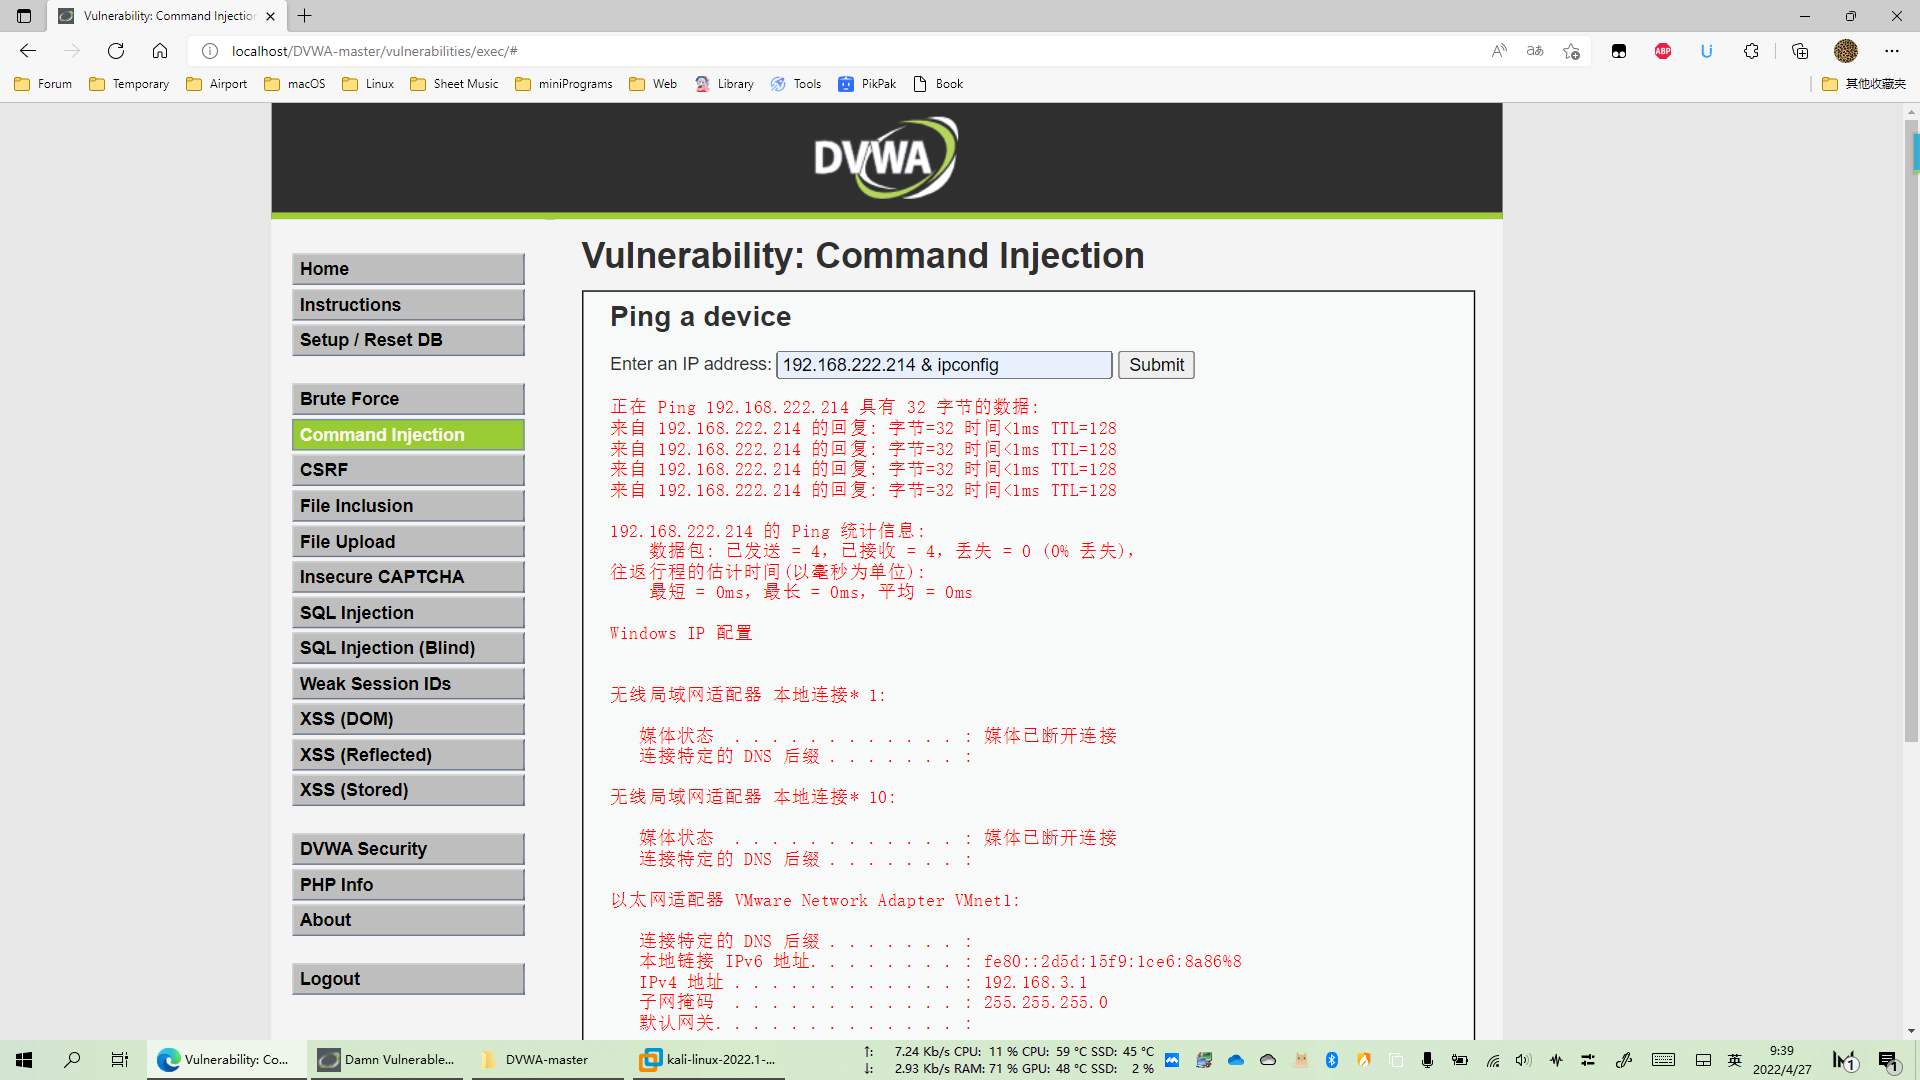 Vulnerability: Command Injection
localhost/DVWA-master/vulnerabilities/exec/#
Forum Temporary Airport macOS Linux Sheet Music miniPrograms Web Library Tools PikPak Book 其他收藏夹
DVWA
Vulnerability: Command Injection
Home
Instructions
Setup / Reset DB
Brute Force
Command Injection
CSRF
File Inclusion
File Upload
Insecure CAPTCHA
SQL Injection
SQL Injection (Blind)
Weak Session IDs
XSS (DOM)
XSS (Reflected)
XSS (Stored)
DVWA Security
PHP Info
About
Logout
Ping a device
Enter an IP address: 192.168.222.214 & ipconfig Submit
正在 Ping 192.168.222.214 具有 32 字节的数据:
来自 192.168.222.214 的回复: 字节=32 时间<1ms TTL=128
来自 192.168.222.214 的回复: 字节=32 时间<1ms TTL=128
来自 192.168.222.214 的回复: 字节=32 时间<1ms TTL=128
来自 192.168.222.214 的回复: 字节=32 时间<1ms TTL=128
192.168.222.214 的 Ping 统计信息:
数据包: 已发送 = 4, 已接收 = 4, 丢失 = 0 (0% 丢失),
往返行程的估计时间(以毫秒为单位):
最短 = 0ms, 最长 = 0ms, 平均 = 0ms
Windows IP 配置
无线局域网适配器 本地连接* 1:
媒体状态 . . . . . . . . . . . . : 媒体已断开连接
连接特定的 DNS 后缀 . . . . . . . :
无线局域网适配器 本地连接* 10:
媒体状态 . . . . . . . . . . . . : 媒体已断开连接
连接特定的 DNS 后缀 . . . . . . . :
以太网适配器 VMware Network Adapter VMnet1:
连接特定的 DNS 后缀 . . . . . . . :
本地链接 IPv6 地址. . . . . . . . : fe80::2d5d:15f9:1ce6:8a86%8
IPv4 地址 . . . . . . . . . . . . : 192.168.3.1
子网掩码 . . . . . . . . . . . . : 255.255.255.0
默认网关. . . . . . . . . . . . . :
Vulnerability: Co... Damn Vulnerable... DVWA-master kali-linux-2022.1-...
↑: 7.24 Kb/s CPU: 11 % CPU: 59 °C SSD: 45 °C
↓: 2.93 Kb/s RAM: 71 % GPU: 48 °C SSD: 2 %
英
9:39
2022/4/27
1
1